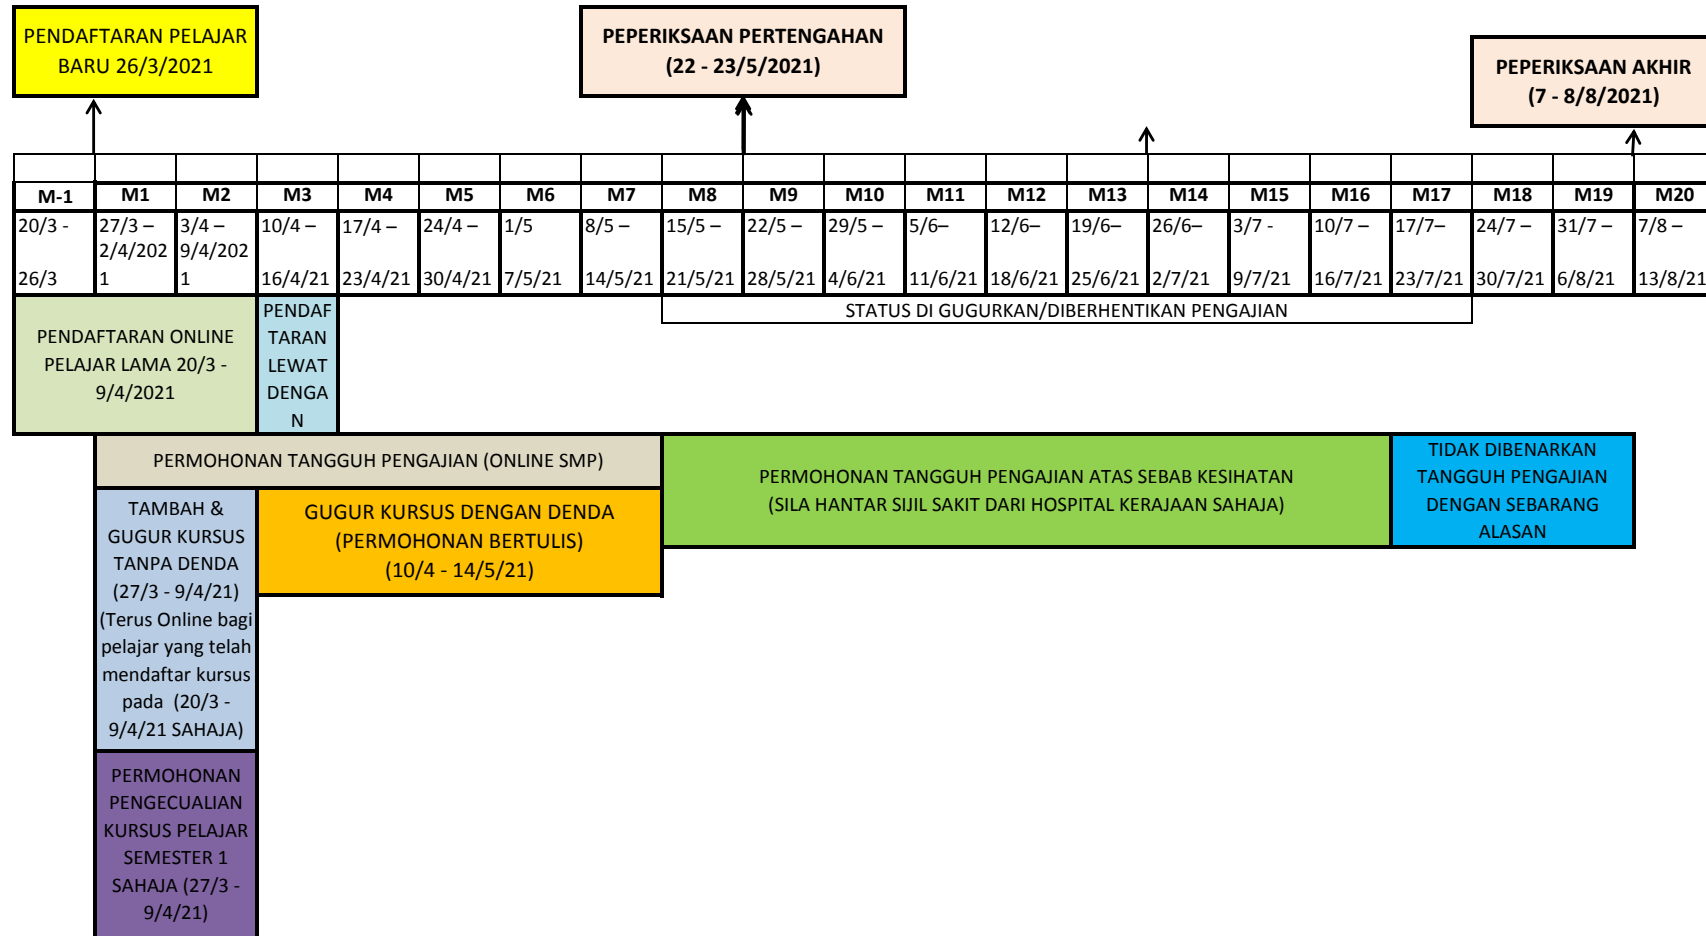 PENDAFTARAN PELAJAR
BARU 26/3/2021
PEPERIKSAAN PERTENGAHAN
(22 - 23/5/2021)
PEPERIKSAAN AKHIR
(7 - 8/8/2021)
M-1 M1 M2 M3 M4 M5 M6 M7 M8 M9 M10 M11 M12 M13 M14 M15 M16 M17 M18 M19 M20
20/3 - 27/3 – 3/4 – 10/4 – 17/4 – 24/4 – 1/5 8/5 – 15/5 – 22/5 – 29/5 – 5/6– 12/6– 19/6– 26/6– 3/7 - 10/7 – 17/7– 24/7 – 31/7 – 7/8 –
2/4/202 9/4/202
26/3 1 1 16/4/21 23/4/21 30/4/21 7/5/21 14/5/21 21/5/21 28/5/21 4/6/21 11/6/21 18/6/21 25/6/21 2/7/21 9/7/21 16/7/21 23/7/21 30/7/21 6/8/21 13/8/21
PENDAFTARAN ONLINE
PELAJAR LAMA 20/3 -
9/4/2021
PENDAF
TARAN
LEWAT
DENGA
N
STATUS DI GUGURKAN/DIBERHENTIKAN PENGAJIAN
PERMOHONAN TANGGUH PENGAJIAN (ONLINE SMP)
PERMOHONAN TANGGUH PENGAJIAN ATAS SEBAB KESIHATAN
(SILA HANTAR SIJIL SAKIT DARI HOSPITAL KERAJAAN SAHAJA)
TIDAK DIBENARKAN
TANGGUH PENGAJIAN
DENGAN SEBARANG
ALASAN
TAMBAH &
GUGUR KURSUS
TANPA DENDA
(27/3 - 9/4/21)
(Terus Online bagi
pelajar yang telah
mendaftar kursus
pada (20/3 -
9/4/21 SAHAJA)
GUGUR KURSUS DENGAN DENDA
(PERMOHONAN BERTULIS)
(10/4 - 14/5/21)
PERMOHONAN
PENGECUALIAN
KURSUS PELAJAR
SEMESTER 1
SAHAJA (27/3 -
9/4/21)